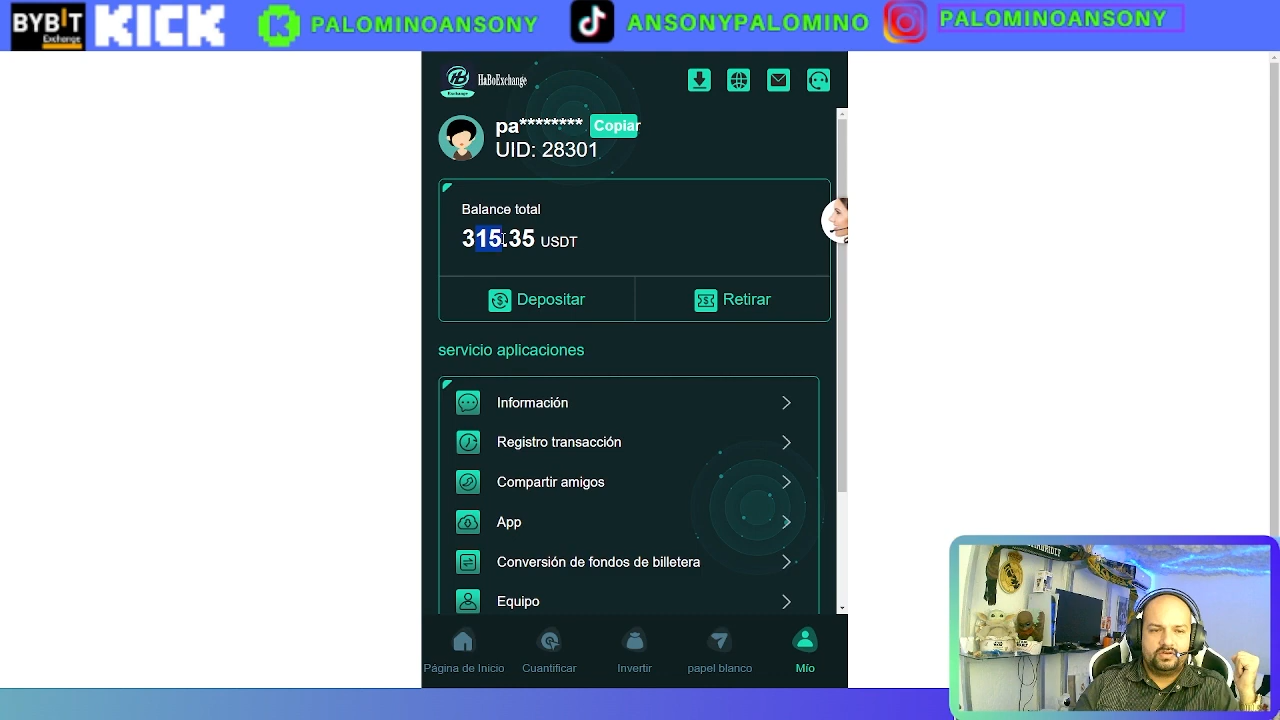 BYBIT
Exchange
KICK
PALOMINOANSONY
ANSONYPALOMINO
PALOMINOANSONY
HaBoExchange
Exchange
pa******** Copiar
UID: 28301
Balance total
315.35 USDT
Depositar
Retirar
servicio aplicaciones
Información
Registro transacción
Compartir amigos
App
Conversión de fondos de billetera
Equipo
Página de Inicio
Cuantificar
Invertir
papel blanco
Mío